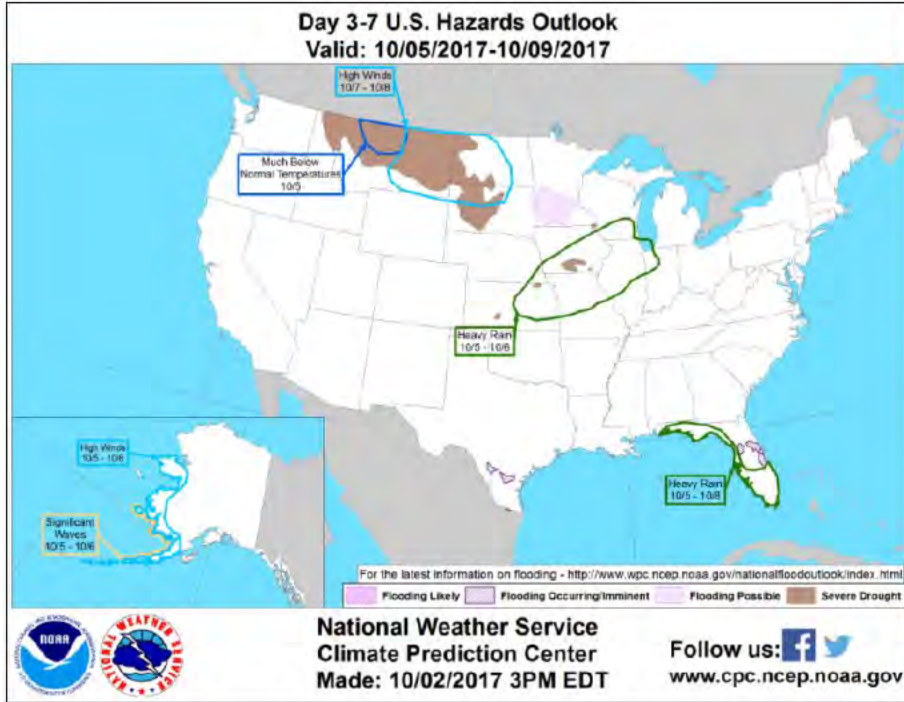 Day 3-7 U.S. Hazards Outlook
Valid: 10/05/2017-10/09/2017
High Winds
10/7 - 10/8
Much Below
Normal Temperatures
10/5
Heavy Rain
10/5 - 10/6
High Winds
10/5 - 10/6
Significant
Waves
10/5 - 10/6
Heavy Rain
10/5 - 10/8
For the latest information on flooding - http://www.wpc.ncep.noaa.gov/nationalfloodoutlook/index.html
Flooding Likely
Flooding Occurring/Imminent
Flooding Possible
Severe Drought
NOAA
NATIONAL WEATHER SERVICE
National Weather Service
Climate Prediction Center
Made: 10/02/2017 3PM EDT
Follow us:
www.cpc.ncep.noaa.gov